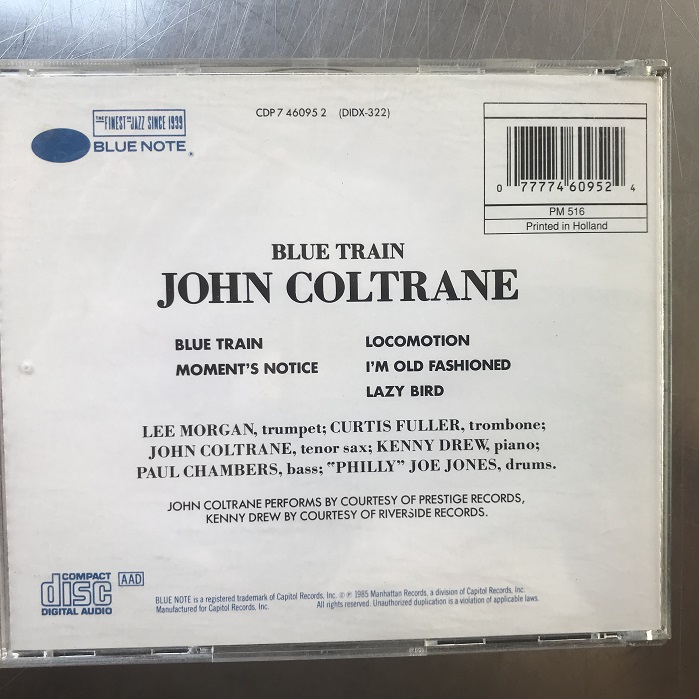 THE FINEST IN JAZZ SINCE 1939
BLUE NOTE
CDP 7 46095 2 (DIDX-322)
0 77774 60952 4
PM 516
Printed in Holland
BLUE TRAIN
JOHN COLTRANE
BLUE TRAIN
MOMENT'S NOTICE
LOCOMOTION
I'M OLD FASHIONED
LAZY BIRD
LEE MORGAN, trumpet; CURTIS FULLER, trombone;
JOHN COLTRANE, tenor sax; KENNY DREW, piano;
PAUL CHAMBERS, bass; "PHILLY" JOE JONES, drums.
JOHN COLTRANE PERFORMS BY COURTESY OF PRESTIGE RECORDS,
KENNY DREW BY COURTESY OF RIVERSIDE RECORDS.
COMPACT
disc
DIGITAL AUDIO
AAD
BLUE NOTE is a registered trademark of Capitol Records, Inc. © ℗ 1985 Manhattan Records, a division of Capitol Records, Inc.
Manufactured for Capitol Records, Inc. All rights reserved. Unauthorized duplication is a violation of applicable laws.